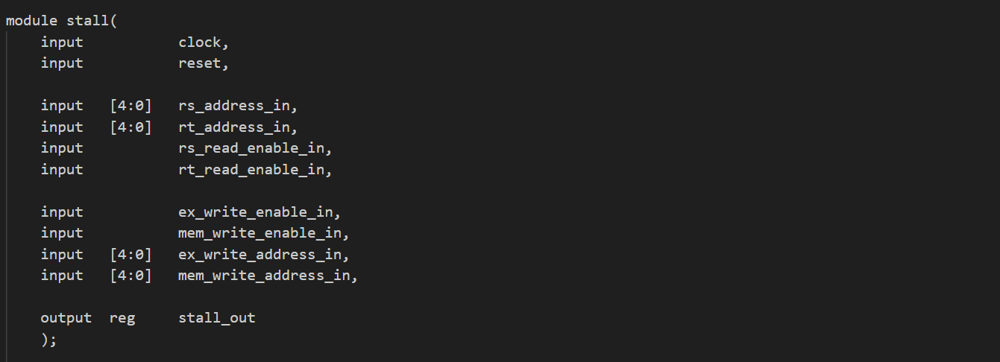 module stall(
input clock,
input reset,
input [4:0] rs_address_in,
input [4:0] rt_address_in,
input rs_read_enable_in,
input rt_read_enable_in,
input ex_write_enable_in,
input mem_write_enable_in,
input [4:0] ex_write_address_in,
input [4:0] mem_write_address_in,
output reg stall_out
);